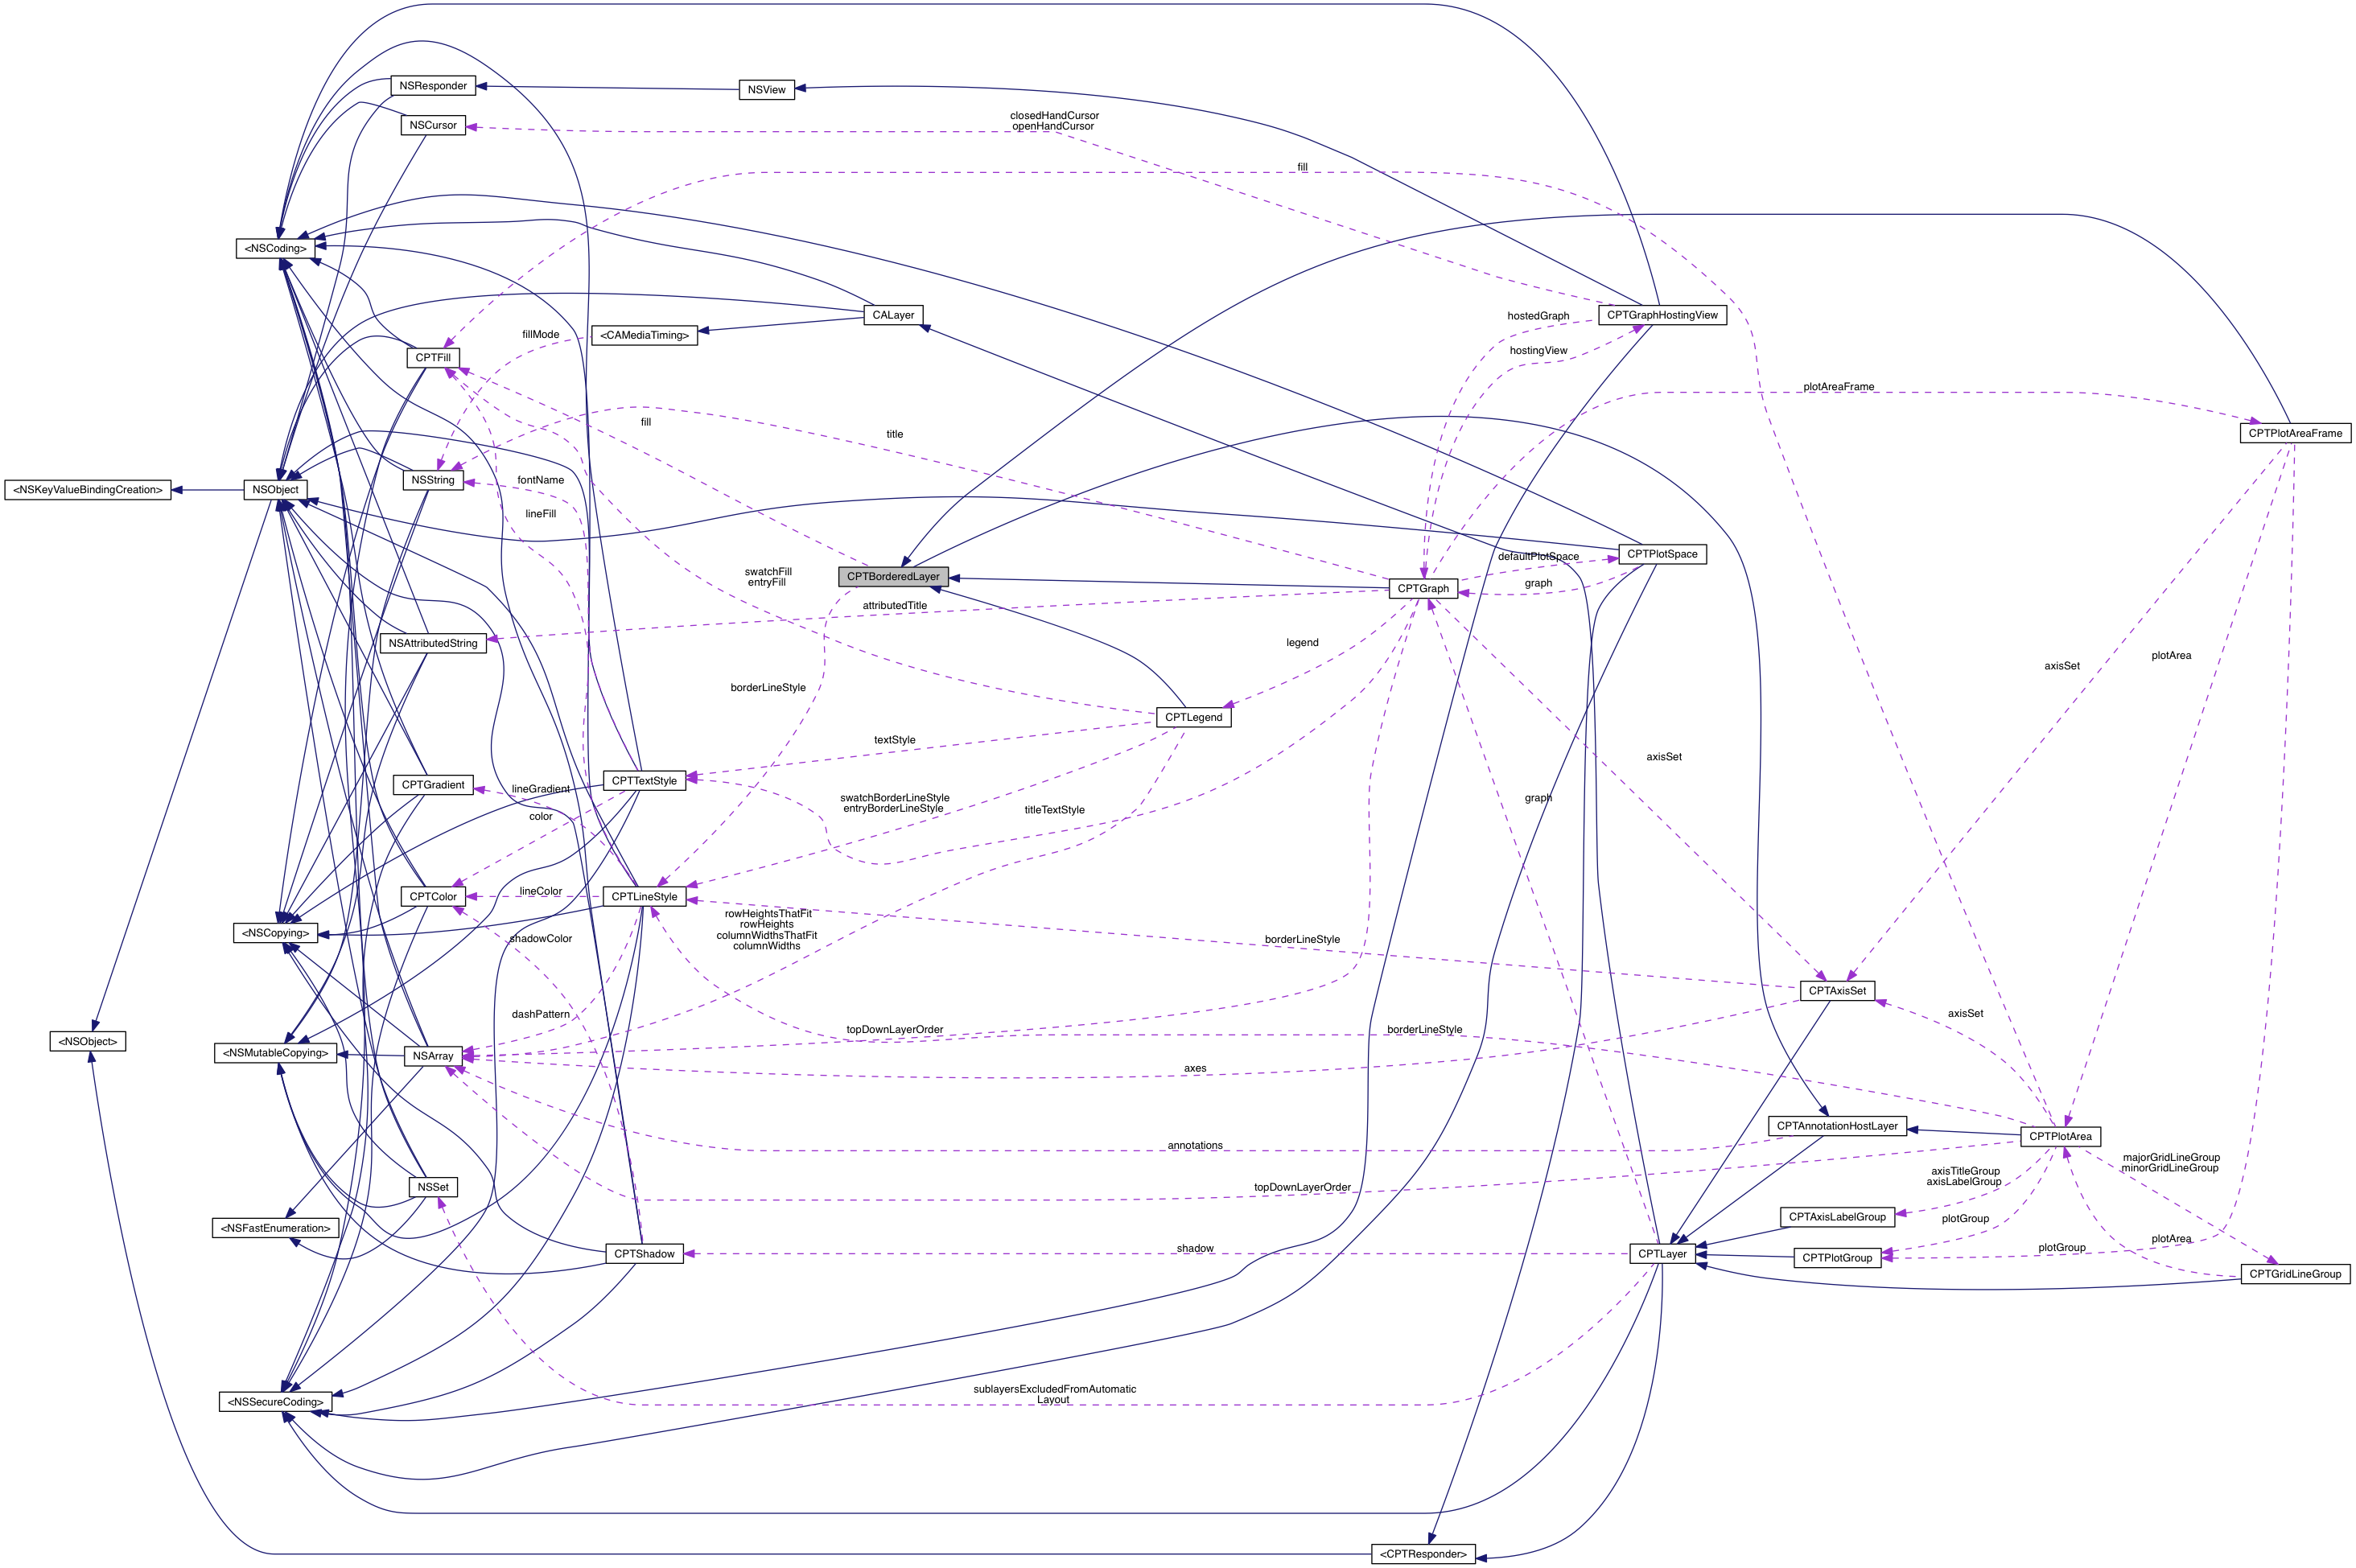 NSResponder
NSView
closedHandCursor
openHandCursor
NSCursor
fill
<NSCoding>
CALayer
CPTGraphHostingView
hostedGraph
fillMode
<CAMediaTiming>
hostingView
CPTFill
plotAreaFrame
fill
title
CPTPlotAreaFrame
<NSKeyValueBindingCreation>
NSObject
NSString
fontName
lineFill
CPTPlotSpace
defaultPlotSpace
swatchFill
entryFill
CPTBorderedLayer
graph
CPTGraph
attributedTitle
NSAttributedString
legend
plotArea
axisSet
borderLineStyle
CPTLegend
textStyle
axisSet
CPTTextStyle
CPTGradient
lineGradient
swatchBorderLineStyle
entryBorderLineStyle
graph
color
titleTextStyle
lineColor
CPTColor
CPTLineStyle
rowHeightsThatFit
rowHeights
columnWidthsThatFit
columnWidths
<NSCopying>
shadowColor
borderLineStyle
CPTAxisSet
dashPattern
axisSet
topDownLayerOrder
borderLineStyle
<NSObject>
<NSMutableCopying>
NSArray
axes
CPTAnnotationHostLayer
CPTPlotArea
annotations
majorGridLineGroup
minorGridLineGroup
axisTitleGroup
axisLabelGroup
NSSet
topDownLayerOrder
CPTAxisLabelGroup
plotGroup
<NSFastEnumeration>
plotArea
plotGroup
shadow
CPTShadow
CPTLayer
CPTPlotGroup
CPTGridLineGroup
sublayersExcludedFromAutomatic
Layout
<NSSecureCoding>
<CPTResponder>